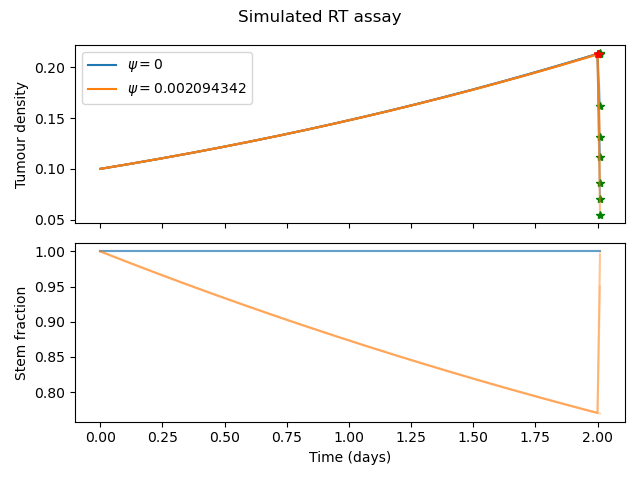 Simulated RT assay
Tumour density
0.20
0.15
0.10
0.05
ψ = 0
ψ = 0.002094342
Stem fraction
1.00
0.95
0.90
0.85
0.80
0.00 0.25 0.50 0.75 1.00 1.25 1.50 1.75 2.00
Time (days)